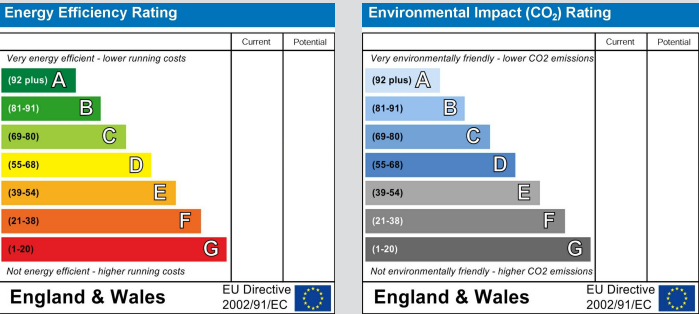 Energy Efficiency Rating
Current Potential
Very energy efficient - lower running costs
(92 plus) A
(81-91) B
(69-80) C
(55-68) D
(39-54) E
(21-38) F
(1-20) G
Not energy efficient - higher running costs
England & Wales
EU Directive
2002/91/EC
Environmental Impact (CO₂) Rating
Current Potential
Very environmentally friendly - lower CO2 emissions
(92 plus) A
(81-91) B
(69-80) C
(55-68) D
(39-54) E
(21-38) F
(1-20) G
Not environmentally friendly - higher CO2 emissions
England & Wales
EU Directive
2002/91/EC